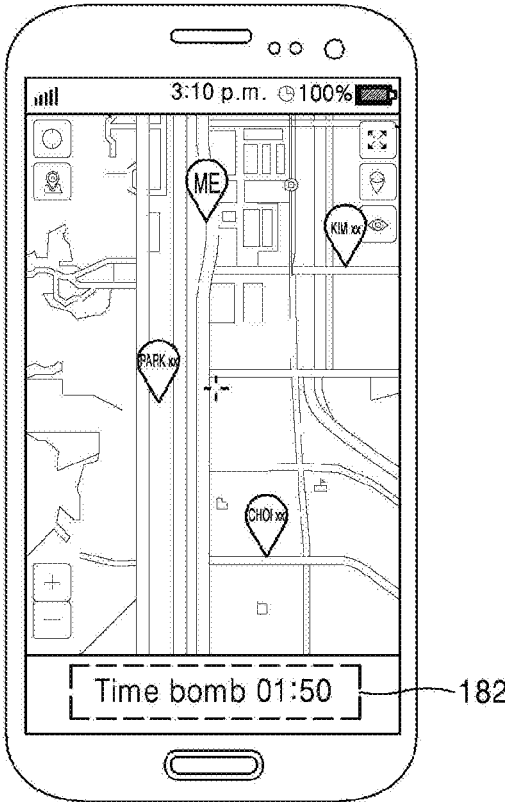 3:10 p.m. 100%
ME
KIM xx
PARK xx
CHOI xx
Time bomb 01:50
182